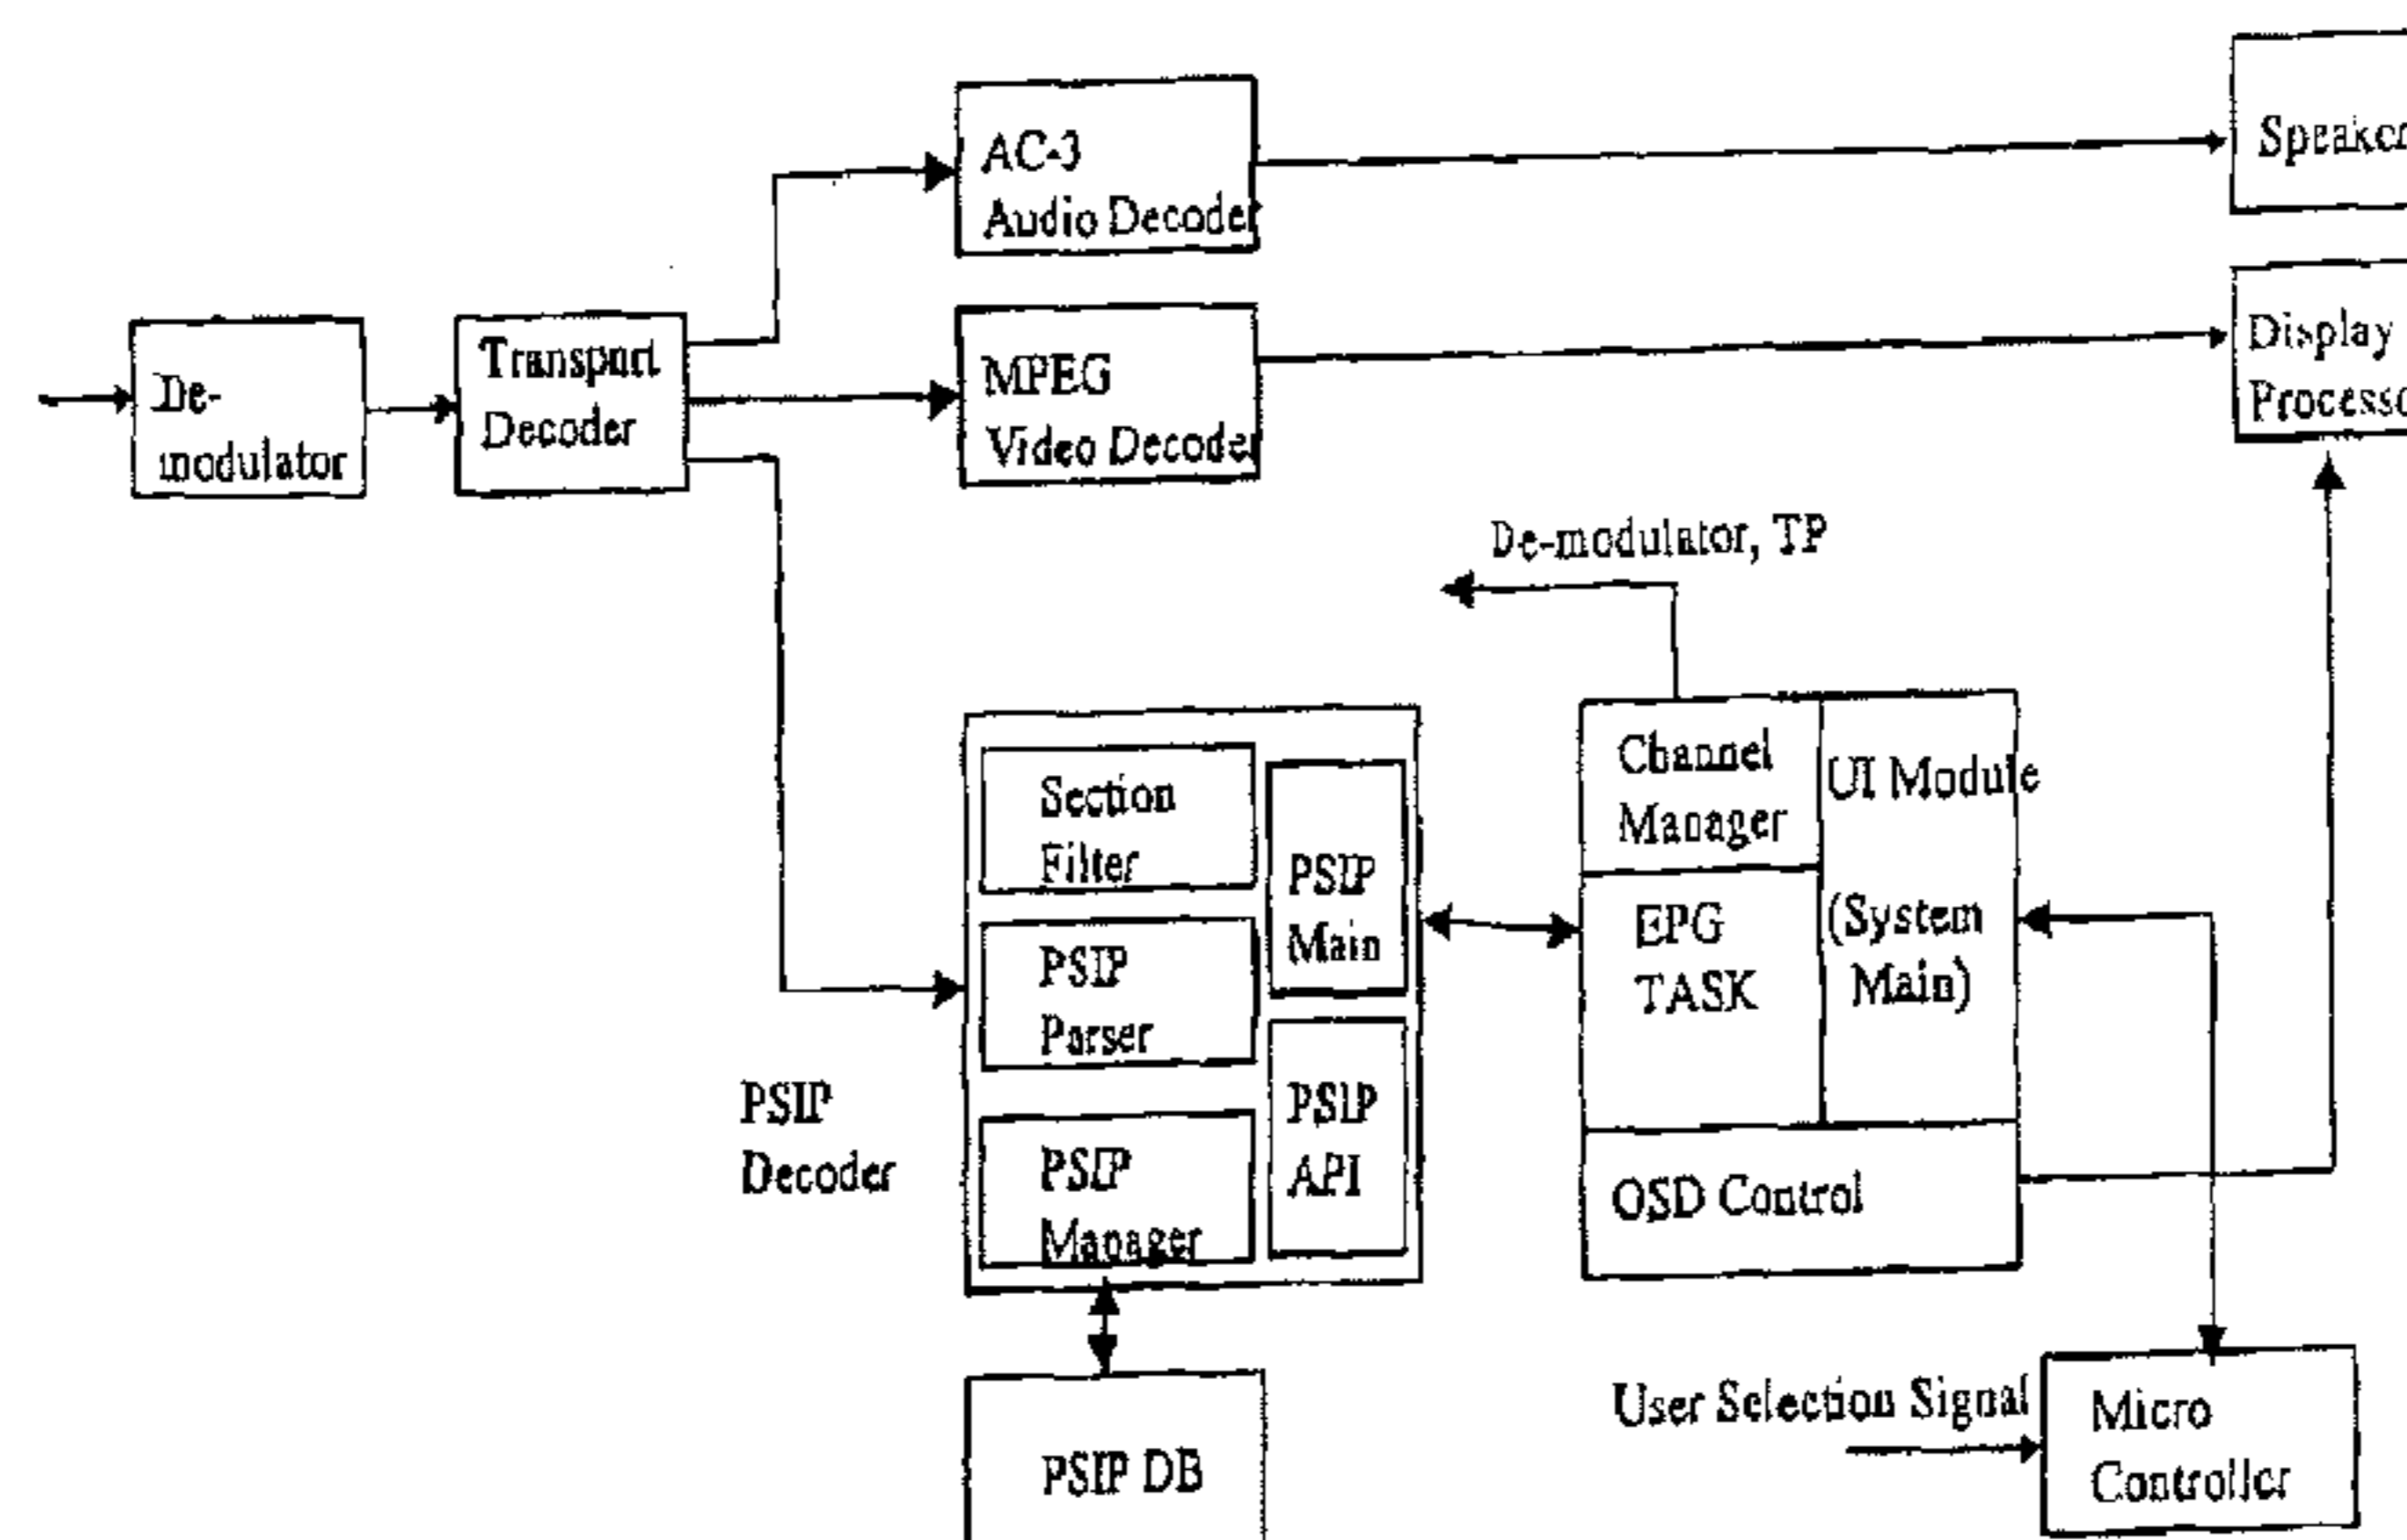 AC-3
Audio Decoder
Speaker
De-
modulator
Transport
Decoder
MPEG
Video Decoder
Display
De-modulator, TP
Section
Filter
PSIP
Main
PSIP
Parser
PSIP
API
PSIP
Manager
PSIP
Decoder
Channel
Manager
UI Module
(System
Main)
EPG
TASK
OSD Control
PSIP DB
User Selection Signal
Micro
Controller